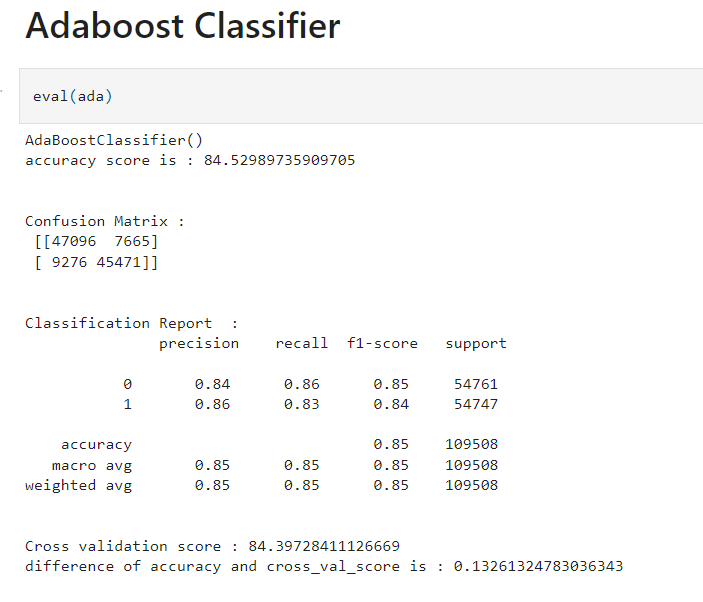 Adaboost Classifier
eval(ada)
AdaBoostClassifier()
accuracy score is : 84.52989735909705
Confusion Matrix :
[[47096  7665]
[ 9276 45471]]
Classification Report  :
precision    recall  f1-score   support
0       0.84      0.86      0.85     54761
1       0.86      0.83      0.84     54747
accuracy                           0.85    109508
macro avg       0.85      0.85      0.85    109508
weighted avg       0.85      0.85      0.85    109508
Cross validation score : 84.39728411126669
difference of accuracy and cross_val_score is : 0.13261324783036343